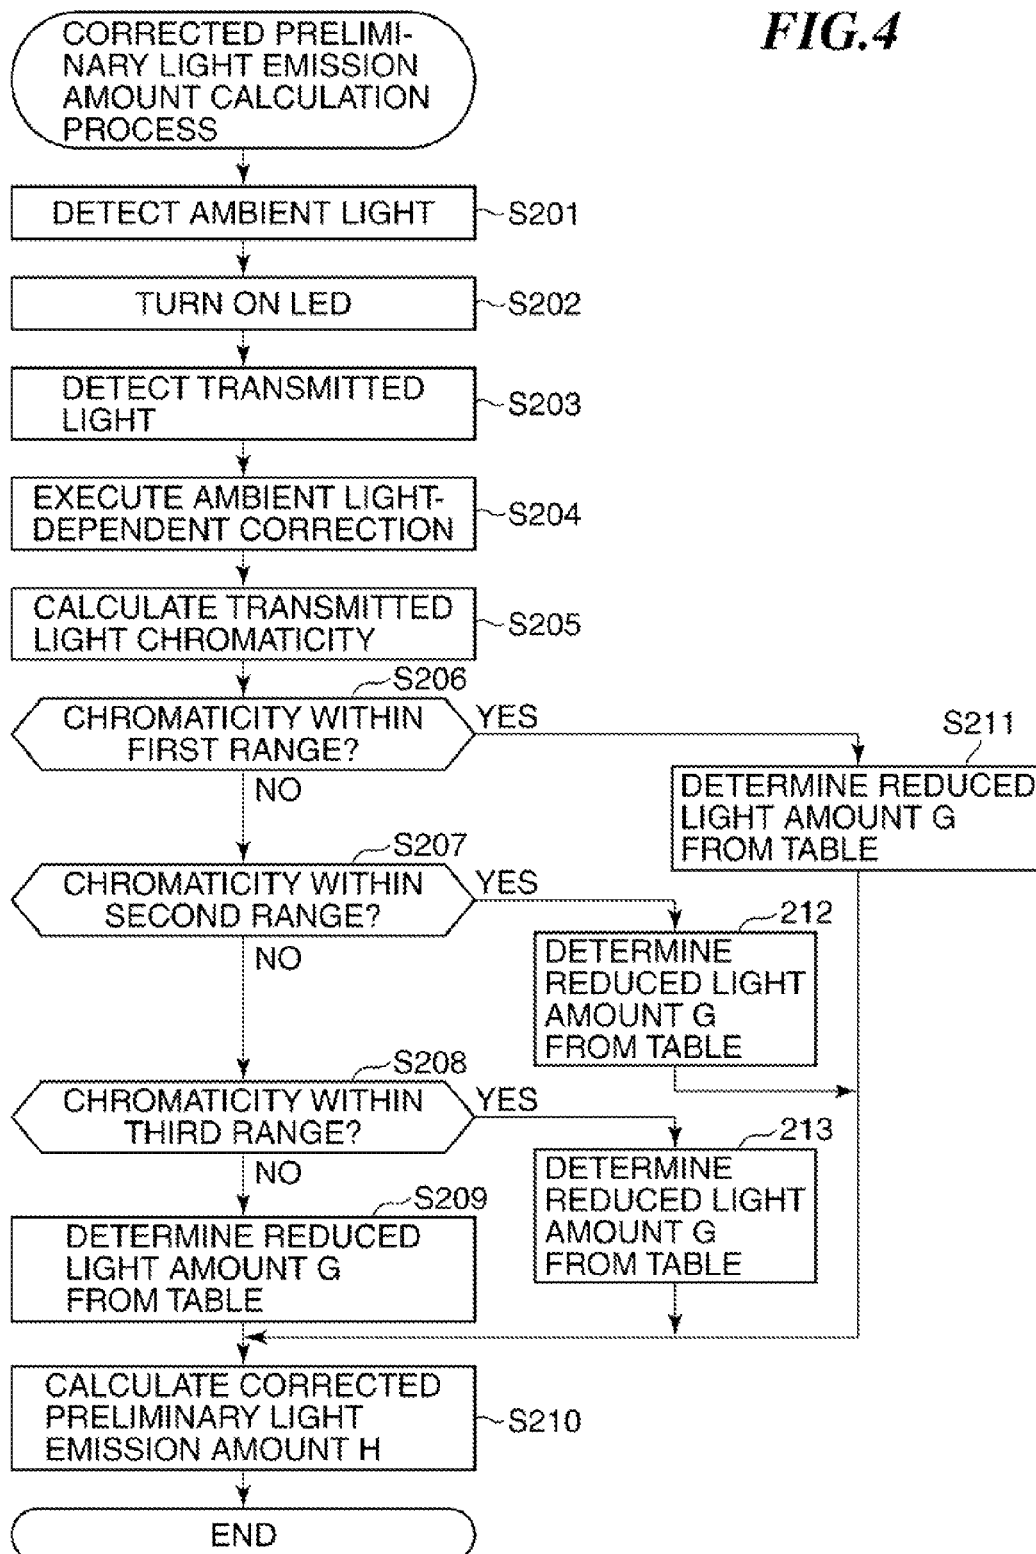 FIG.4
CORRECTED PRELIMI-
NARY LIGHT EMISSION
AMOUNT CALCULATION
PROCESS
DETECT AMBIENT LIGHT
S201
TURN ON LED
S202
DETECT TRANSMITTED
LIGHT
S203
EXECUTE AMBIENT LIGHT-
DEPENDENT CORRECTION
S204
CALCULATE TRANSMITTED
LIGHT CHROMATICITY
S205
S206
CHROMATICITY WITHIN
FIRST RANGE?
YES
NO
S211
DETERMINE REDUCED
LIGHT AMOUNT G
FROM TABLE
S207
CHROMATICITY WITHIN
SECOND RANGE?
YES
NO
212
DETERMINE
REDUCED LIGHT
AMOUNT G
FROM TABLE
S208
CHROMATICITY WITHIN
THIRD RANGE?
YES
NO
213
DETERMINE
REDUCED LIGHT
AMOUNT G
FROM TABLE
S209
DETERMINE REDUCED
LIGHT AMOUNT G
FROM TABLE
CALCULATE CORRECTED
PRELIMINARY LIGHT
EMISSION AMOUNT H
S210
END